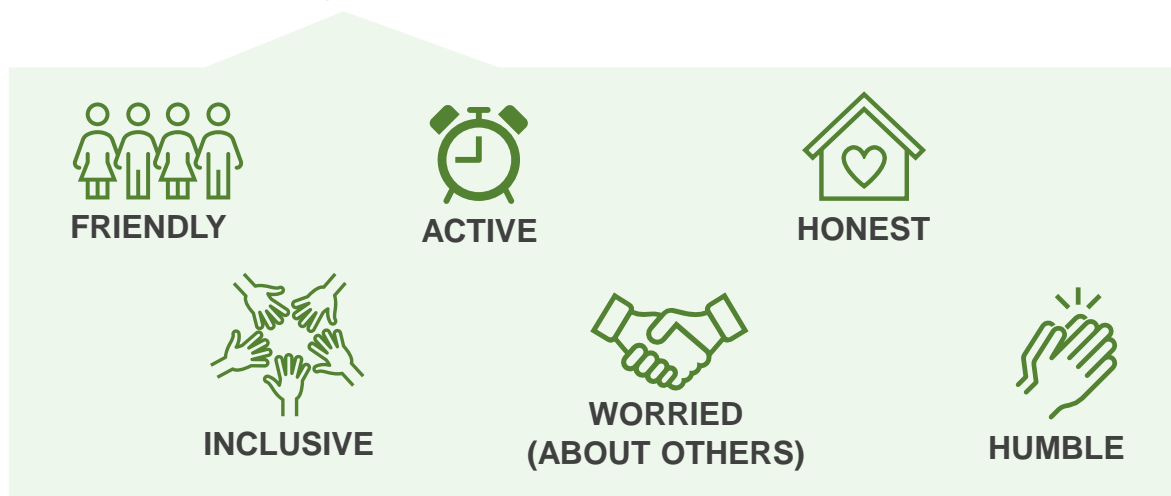 FRIENDLY
ACTIVE
HONEST
INCLUSIVE
WORRIED
(ABOUT OTHERS)
HUMBLE